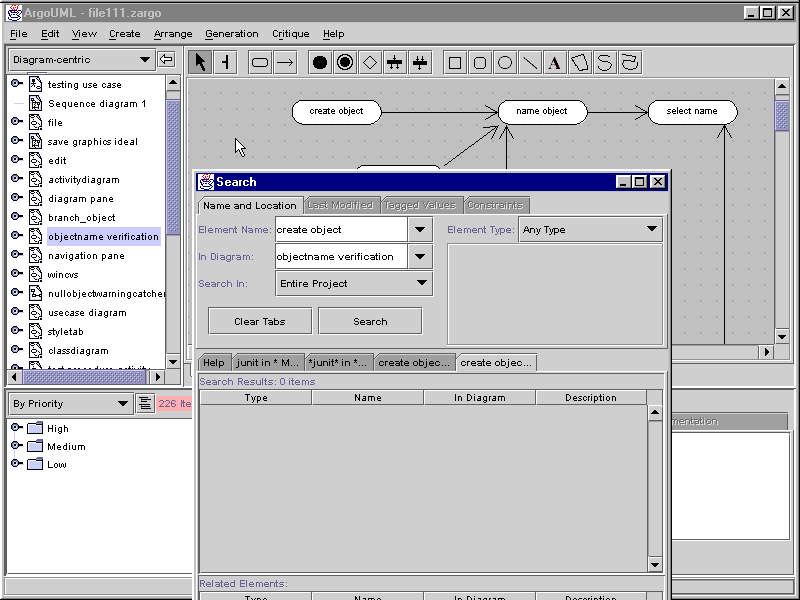 ArgoUML - file111.zargo
File Edit View Create Arrange Generation Critique Help
Diagram-centric
A
testing use case
Sequence diagram 1
file
save graphics ideal
edit
activitydiagram
diagram pane
branch_object
objectname verification
navigation pane
wincvs
nullobjectwarningcatcher
usecase diagram
styletab
classdiagram
create object
name object
select name
Search
Name and Location Last Modified Tagged Values Constraints
Element Name: create object Element Type: Any Type
In Diagram: objectname verification
Search In: Entire Project
Clear Tabs Search
Help junit in * M... *junit* in *... create objec... create objec...
Search Results: 0 items
Type Name In Diagram Description
Related Elements:
Type Name In Diagram Description
By Priority 226 Ite
High
Medium
Low
mentation